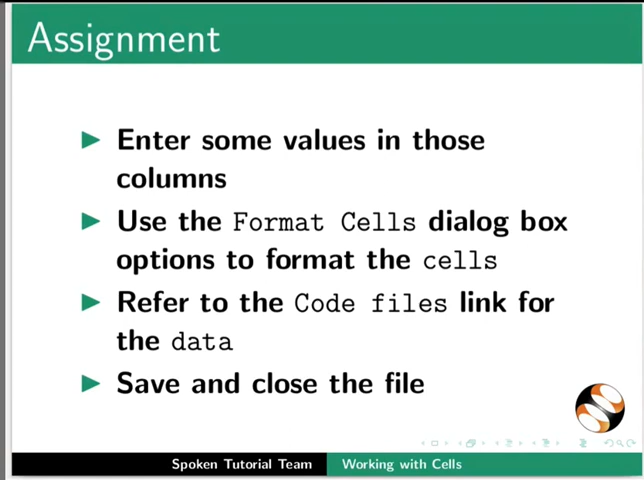 Assignment
Enter some values in those
columns
Use the Format Cells dialog box
options to format the cells
Refer to the Code files link for
the data
Save and close the file
Spoken Tutorial Team
Working with Cells